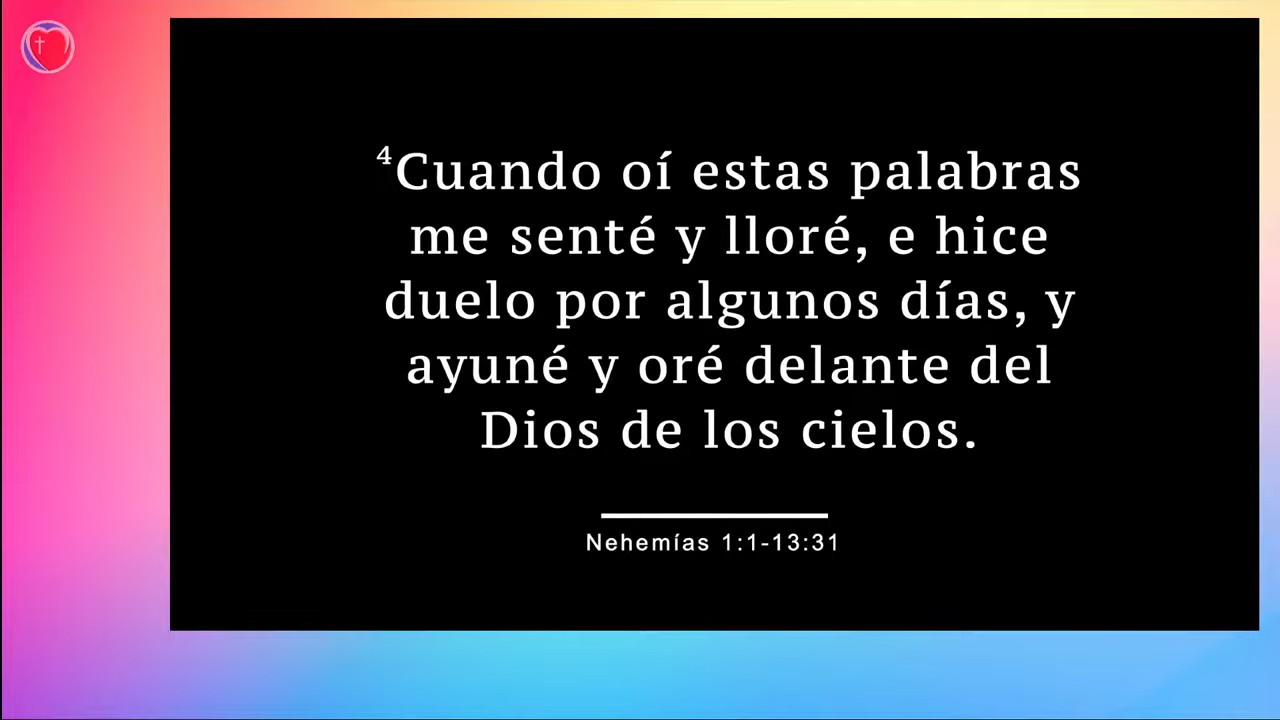 ⁴Cuando oí estas palabras
me senté y lloré, e hice
duelo por algunos días, y
ayuné y oré delante del
Dios de los cielos.
Nehemías 1:1-13:31